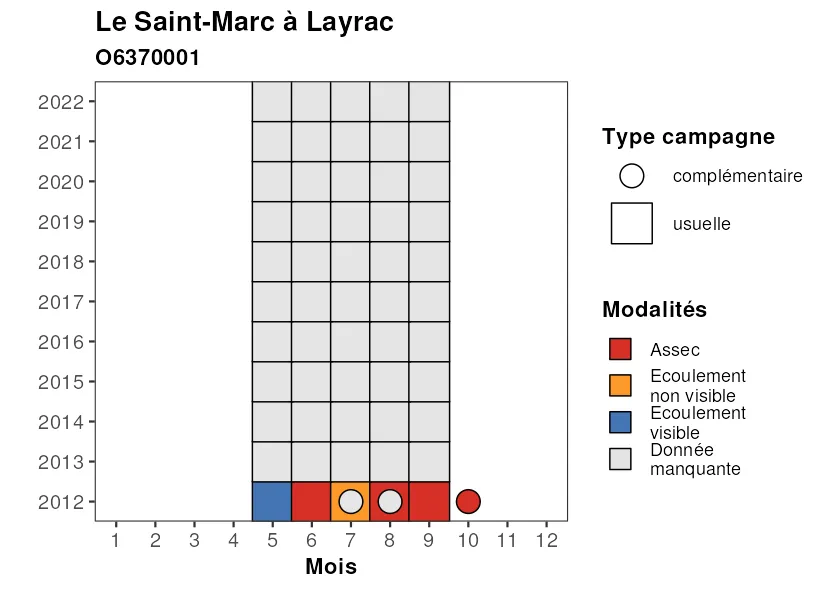 Le Saint-Marc à Layrac
O6370001
2022
2021
2020
2019
2018
2017
2016
2015
2014
2013
2012
1 2 3 4 5 6 7 8 9 10 11 12
Mois
Type campagne
complémentaire
usuelle
Modalités
Assec
Ecoulement
non visible
Ecoulement
visible
Donnée
manquante